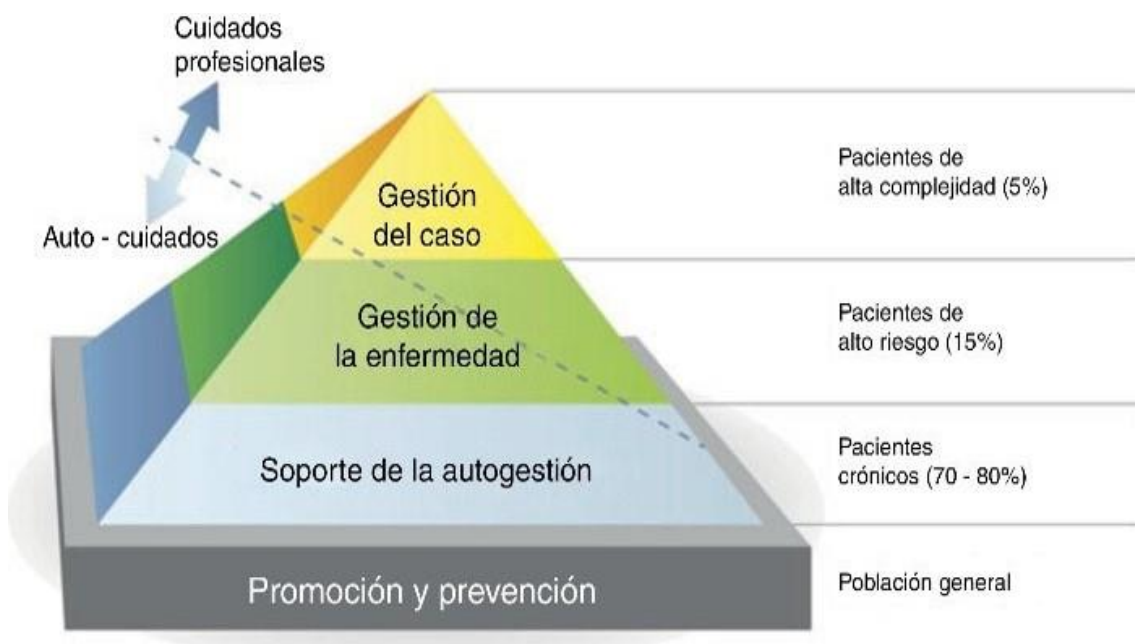 Cuidados
profesionales
Auto - cuidados
Gestión
del caso
Pacientes de
alta complejidad (5%)
Gestión de
la enfermedad
Pacientes de
alto riesgo (15%)
Soporte de la autogestión
Pacientes
crónicos (70 - 80%)
Promoción y prevención
Población general